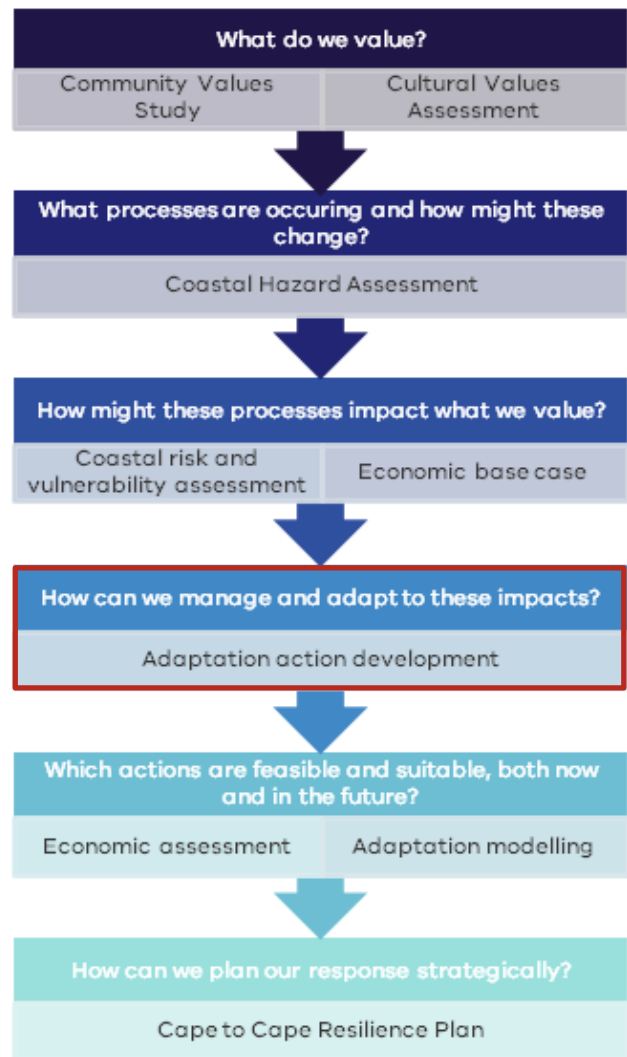 What do we value?
Community Values
Study
Cultural Values
Assessment
What processes are occuring and how might these
change?
Coastal Hazard Assessment
How might these processes impact what we value?
Coastal risk and
vulnerability assessment
Economic base case
How can we manage and adapt to these impacts?
Adaptation action development
Which actions are feasible and suitable, both now
and in the future?
Economic assessment
Adaptation modelling
How can we plan our response strategically?
Cape to Cape Resilience Plan